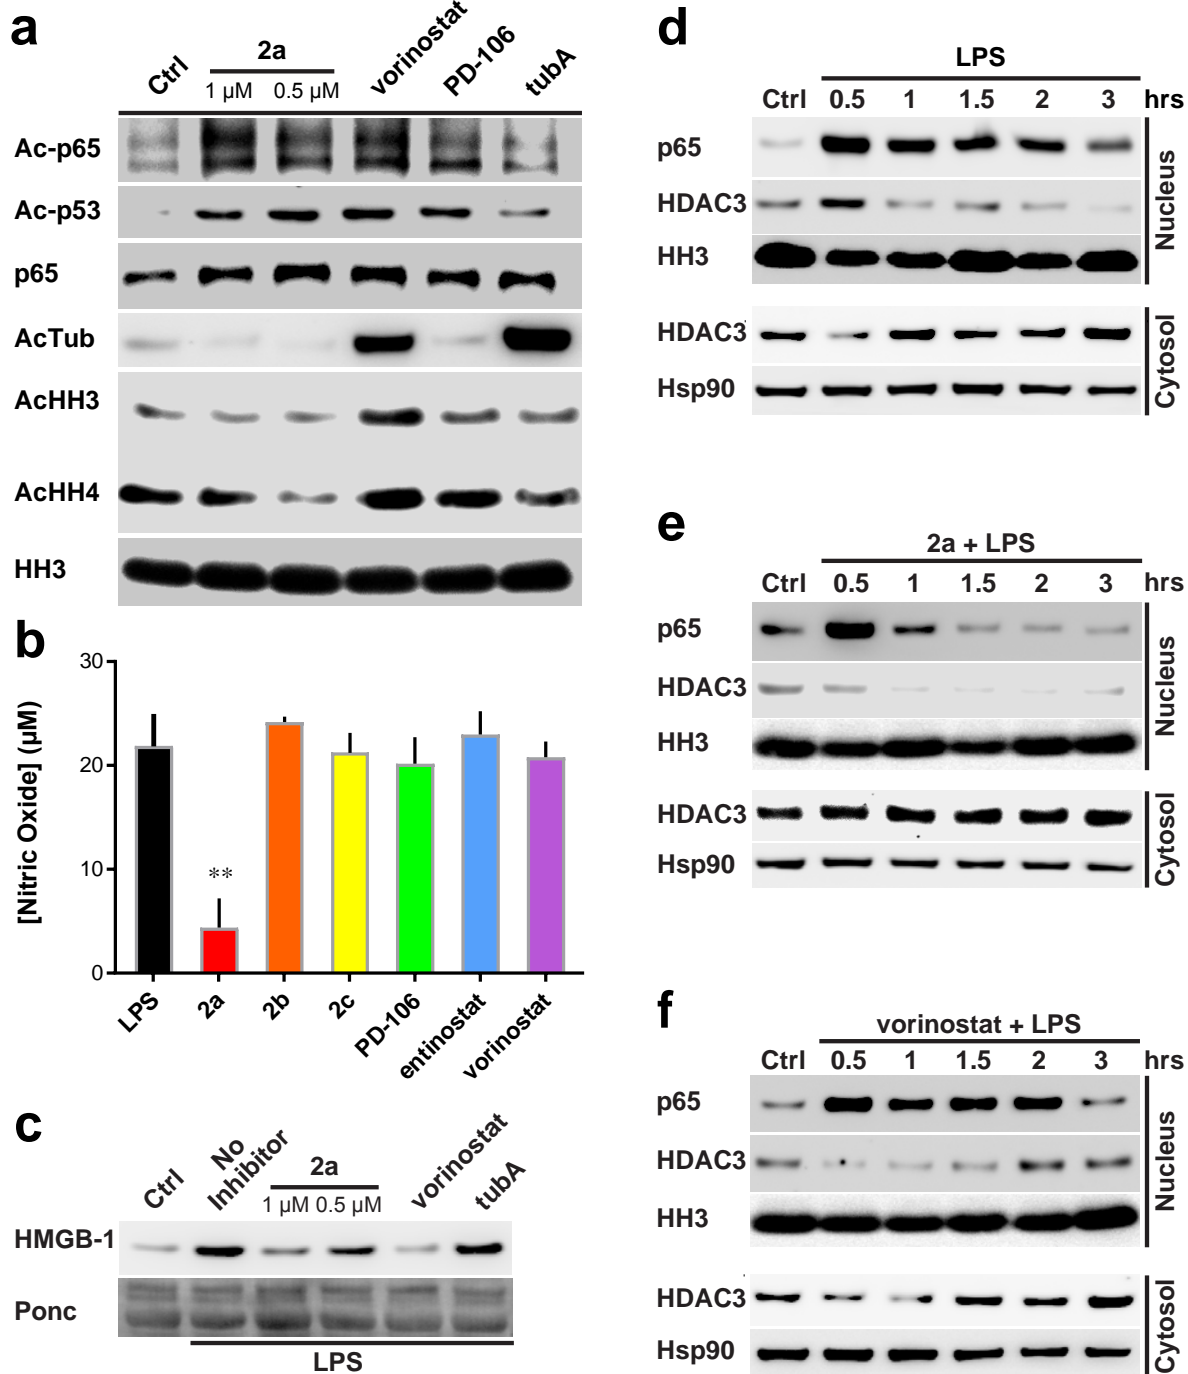 a
Ctrl
2a
1 µM 0.5 µM
vorinostat
PD-106
tubA
Ac-p65
Ac-p53
p65
AcTub
AcHH3
AcHH4
HH3
b
[Nitric Oxide] (µM)
30
20
10
0
**
LPS
2a
2b
2c
PD-106
entinostat
vorinostat
c
Ctrl
No
Inhibitor
2a
1 µM 0.5 µM
vorinostat
tubA
HMGB-1
Ponc
LPS
d
LPS
Ctrl 0.5 1 1.5 2 3 hrs
p65
HDAC3
HH3
Nucleus
HDAC3
Hsp90
Cytosol
e
2a + LPS
Ctrl 0.5 1 1.5 2 3 hrs
p65
HDAC3
HH3
Nucleus
HDAC3
Hsp90
Cytosol
f
vorinostat + LPS
Ctrl 0.5 1 1.5 2 3 hrs
p65
HDAC3
HH3
Nucleus
HDAC3
Hsp90
Cytosol